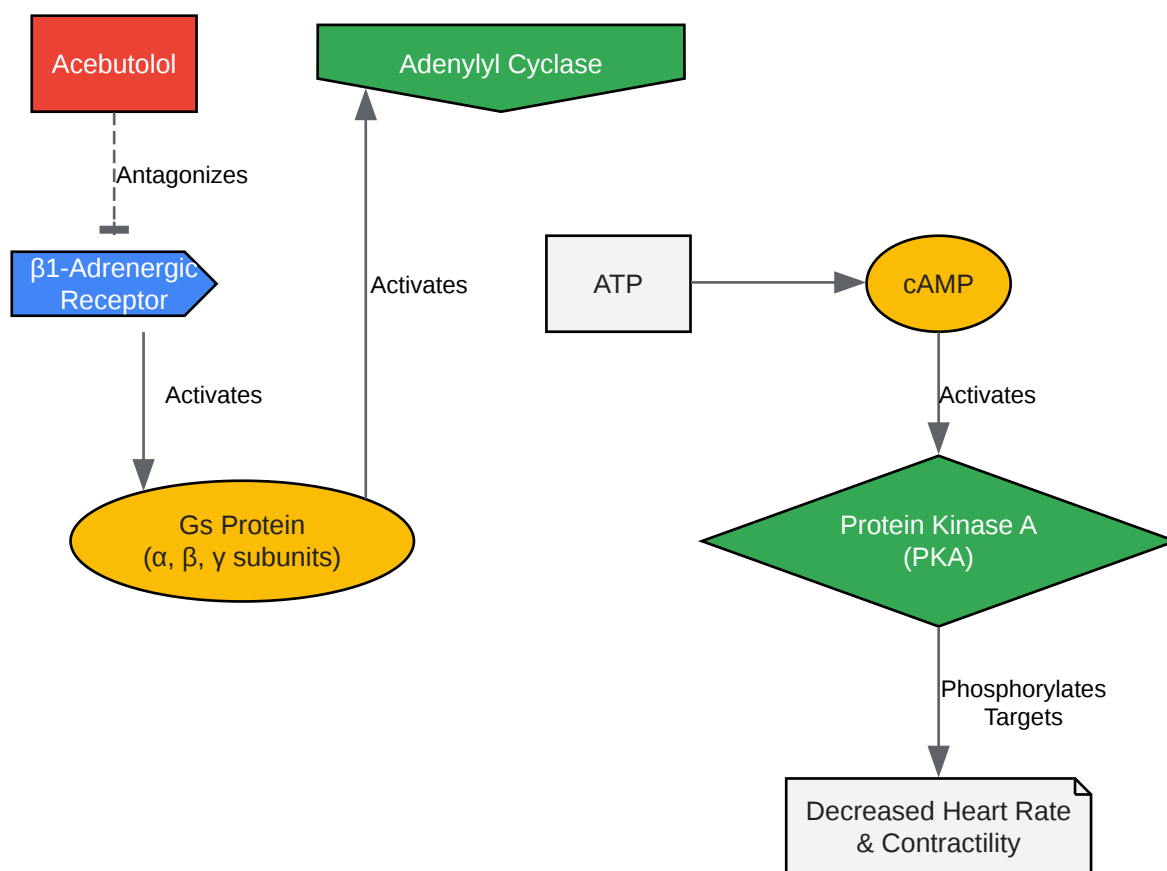 Acebutolol
Adenylyl Cyclase
Antagonizes
β1-Adrenergic
Receptor
Activates
ATP
cAMP
Activates
Activates
Gs Protein
(α, β, γ subunits)
Protein Kinase A
(PKA)
Phosphorylates
Targets
Decreased Heart Rate
& Contractility